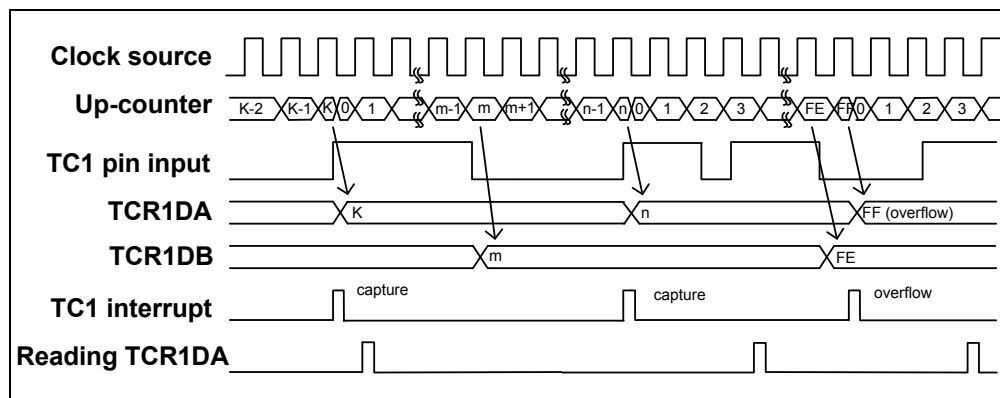 Clock source
Up-counter K-2 K-1 K 0 1 m-1 m m+1 n-1 n 0 1 2 3 FE FF 0 1 2 3
TC1 pin input
TCR1DA K n FF (overflow)
TCR1DB m FE
TC1 interrupt capture capture overflow
Reading TCR1DA